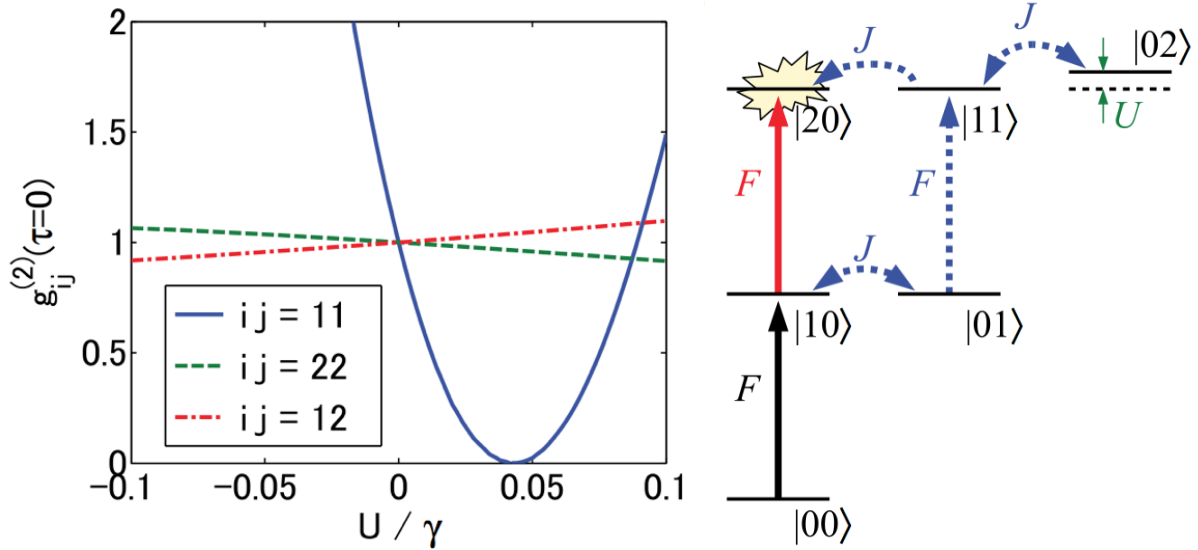 g_{ij}^{(2)}(τ=0)
2
1.5
1
0.5
0
i j = 11
i j = 22
i j = 12
−0.1
−0.05
0
0.05
0.1
U / γ
J
J
|02⟩
|20⟩
|11⟩
U
F
F
J
|10⟩
|01⟩
F
|00⟩